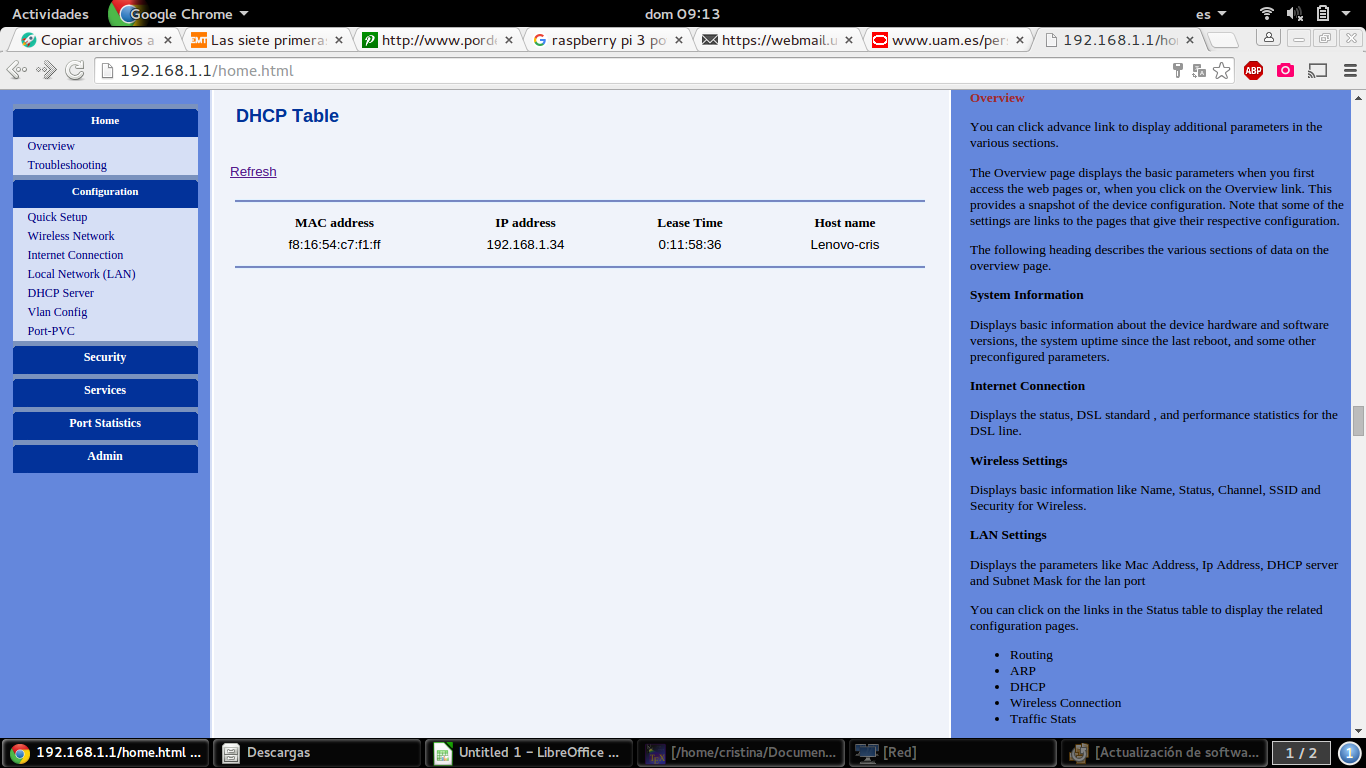 Actividades
Google Chrome
dom 09:13
es
Copiar archivos a
Las siete primera
http://www.porde
raspberry pi 3 po
https://webmail.u
www.uam.es/per
192.168.1.1/ho
192.168.1.1/home.html
ABP
Home
Overview
Troubleshooting
Configuration
Quick Setup
Wireless Network
Internet Connection
Local Network (LAN)
DHCP Server
Vlan Config
Port-PVC
Security
Services
Port Statistics
Admin
DHCP Table
Refresh
MAC address IP address Lease Time Host name
f8:16:54:c7:f1:ff 192.168.1.34 0:11:58:36 Lenovo-cris
Overview
You can click advance link to display additional parameters in the
various sections.
The Overview page displays the basic parameters when you first
access the web pages or, when you click on the Overview link. This
provides a snapshot of the device configuration. Note that some of the
settings are links to the pages that give their respective configuration.
The following heading describes the various sections of data on the
overview page.
System Information
Displays basic information about the device hardware and software
versions, the system uptime since the last reboot, and some other
preconfigured parameters.
Internet Connection
Displays the status, DSL standard , and performance statistics for the
DSL line.
Wireless Settings
Displays basic information like Name, Status, Channel, SSID and
Security for Wireless.
LAN Settings
Displays the parameters like Mac Address, Ip Address, DHCP server
and Subnet Mask for the lan port
You can click on the links in the Status table to display the related
configuration pages.
• Routing
• ARP
• DHCP
• Wireless Connection
• Traffic Stats
192.168.1.1/home.html ...
Descargas
Untitled 1 – LibreOffice ...
[/home/cristina/Documen...
[Red]
[Actualización de softwa...
1 / 2
1